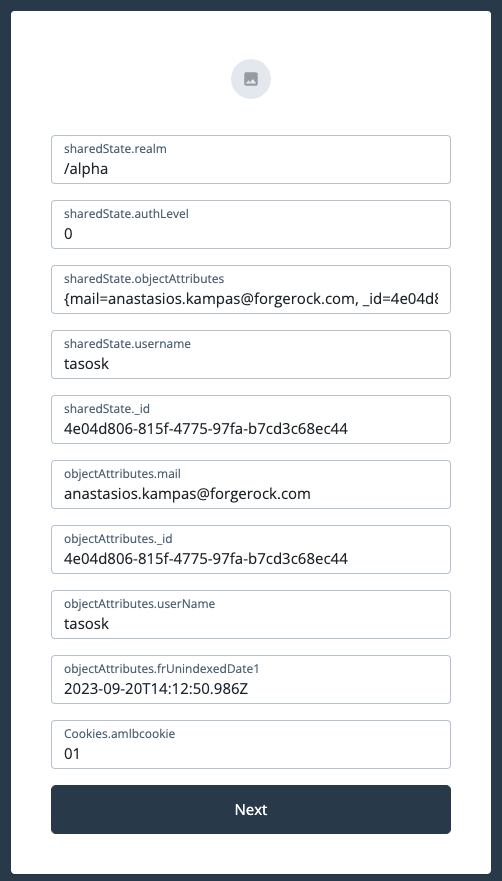 sharedState.realm
/alpha
sharedState.authLevel
0
sharedState.objectAttributes
{mail=anastasios.kampas@forgerock.com, _id=4e04d8
sharedState.username
tasosk
sharedState._id
4e04d806-815f-4775-97fa-b7cd3c68ec44
objectAttributes.mail
anastasios.kampas@forgerock.com
objectAttributes._id
4e04d806-815f-4775-97fa-b7cd3c68ec44
objectAttributes.userName
tasosk
objectAttributes.frUnindexedDate1
2023-09-20T14:12:50.986Z
Cookies.amlbcookie
01
Next